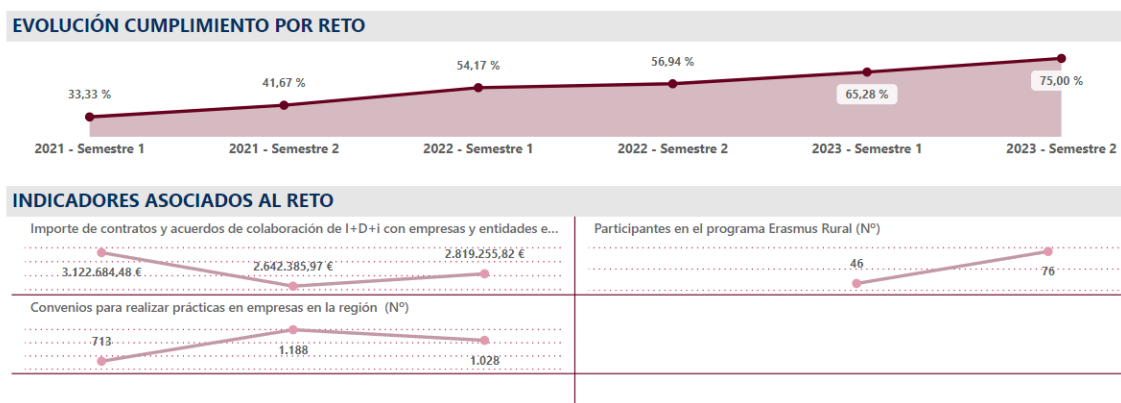 EVOLUCIÓN CUMPLIMIENTO POR RETO
33,33 %
41,67 %
54,17 %
56,94 %
65,28 %
75,00 %
2021 - Semestre 1
2021 - Semestre 2
2022 - Semestre 1
2022 - Semestre 2
2023 - Semestre 1
2023 - Semestre 2
INDICADORES ASOCIADOS AL RETO
Importe de contratos y acuerdos de colaboración de I+D+i con empresas y entidades e...
3.122.684,48 €
2.642.385,97 €
2.819.255,82 €
Participantes en el programa Erasmus Rural (Nº)
46
76
Convenios para realizar prácticas en empresas en la región (Nº)
713
1.188
1.028